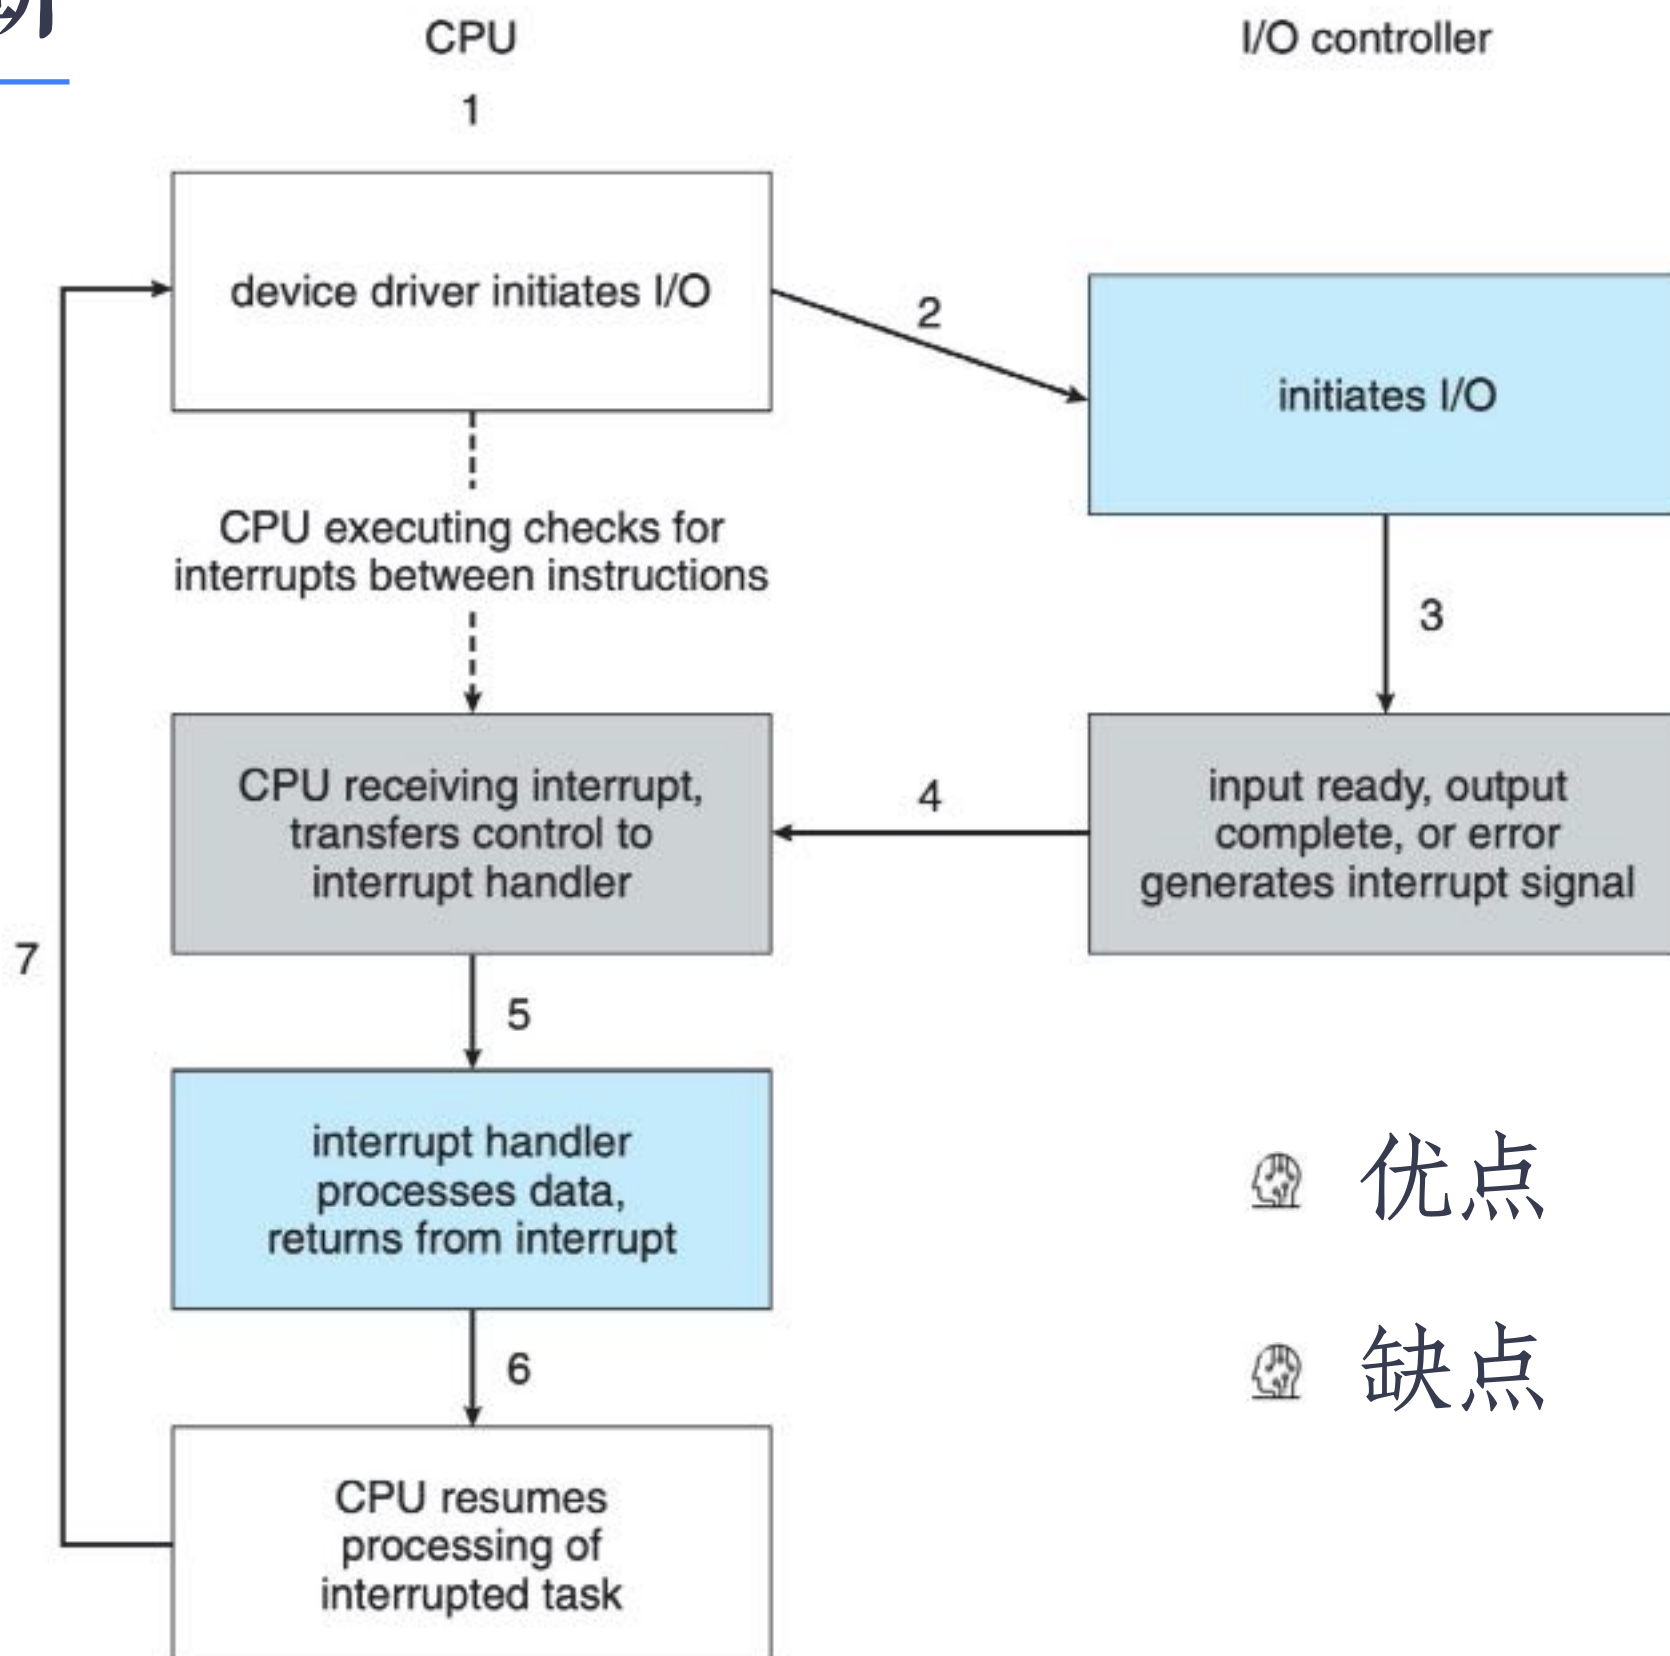 CPU
I/O controller
1
device driver initiates I/O
2
initiates I/O
CPU executing checks for
interrupts between instructions
3
CPU receiving interrupt,
transfers control to
interrupt handler
4
input ready, output
complete, or error
generates interrupt signal
7
5
interrupt handler
processes data,
returns from interrupt
优点
缺点
6
CPU resumes
processing of
interrupted task